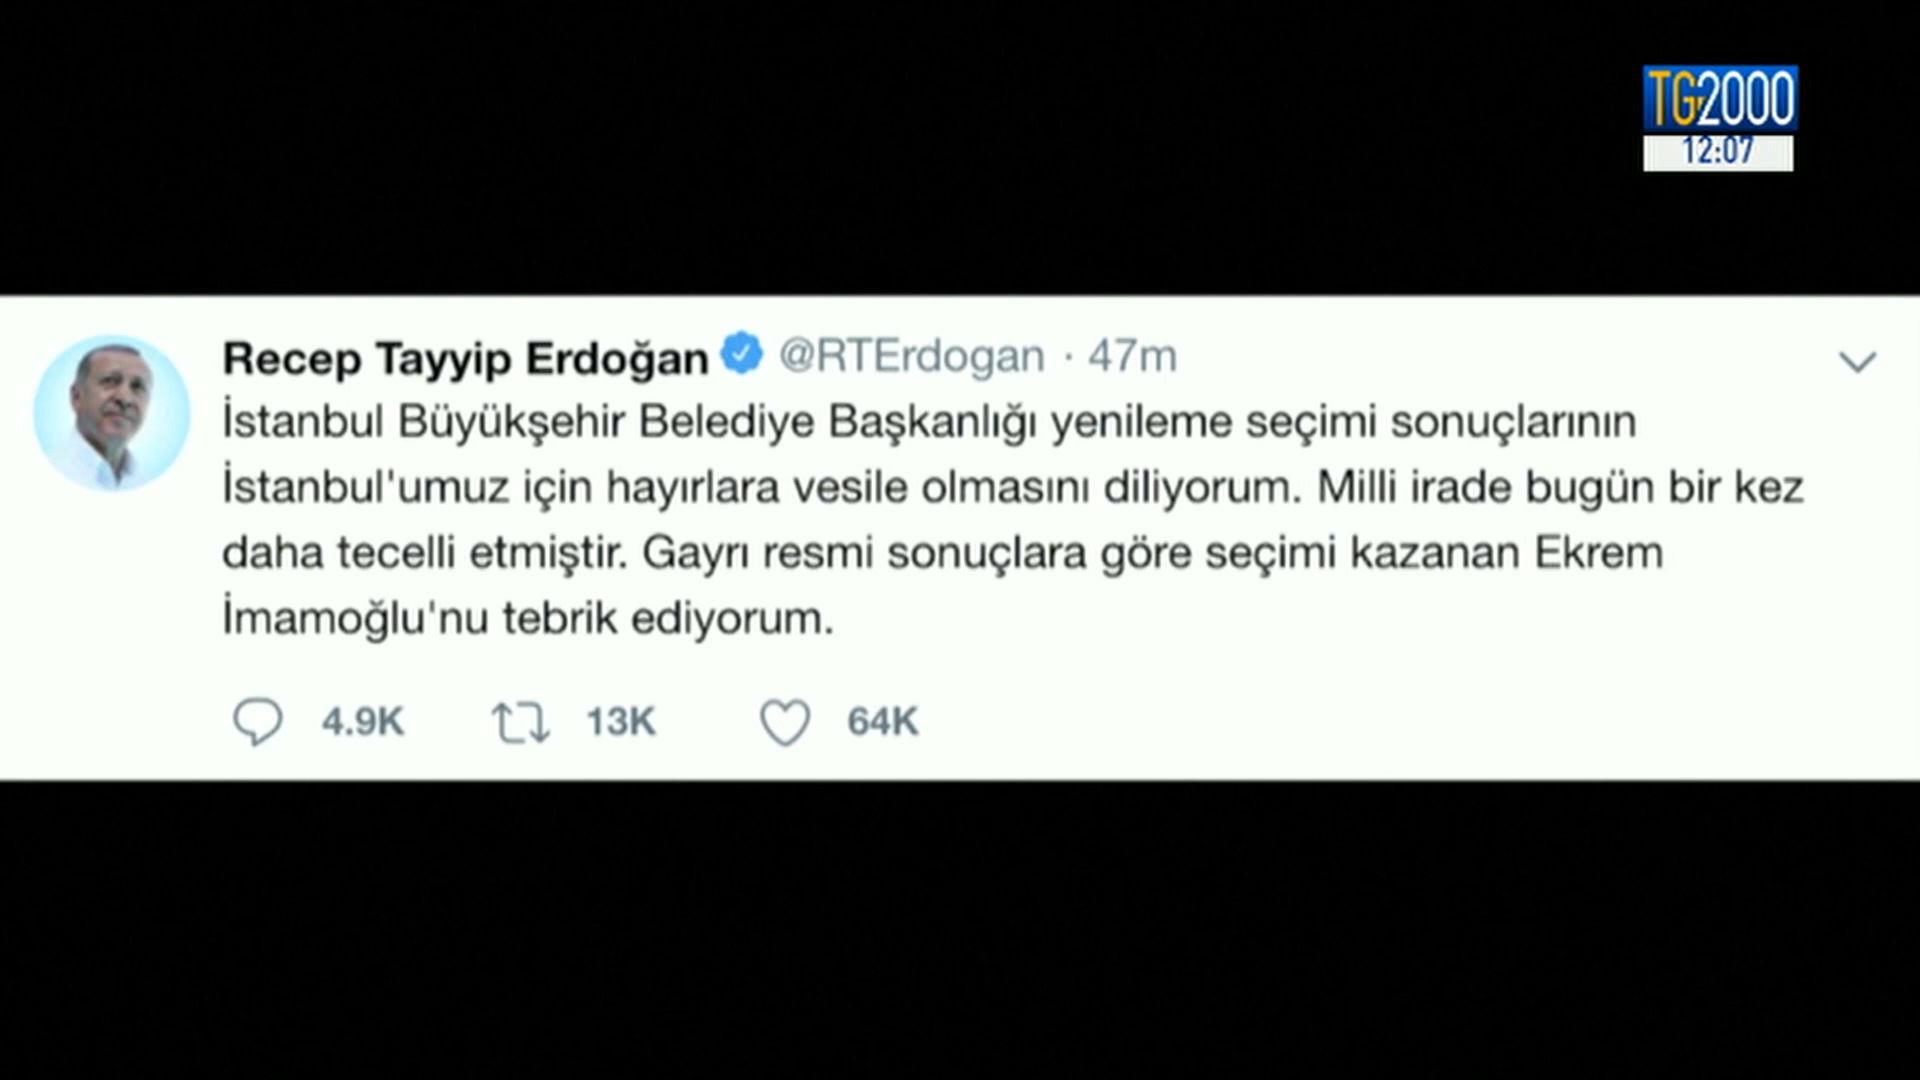 TG2000
12:07
Recep Tayyip Erdoğan @RTErdogan · 47m
İstanbul Büyükşehir Belediye Başkanlığı yenileme seçimi sonuçlarının
İstanbul'umuz için hayırlara vesile olmasını diliyorum. Milli irade bugün bir kez
daha tecelli etmiştir. Gayrı resmi sonuçlara göre seçimi kazanan Ekrem
İmamoğlu'nu tebrik ediyorum.
4.9K 13K 64K